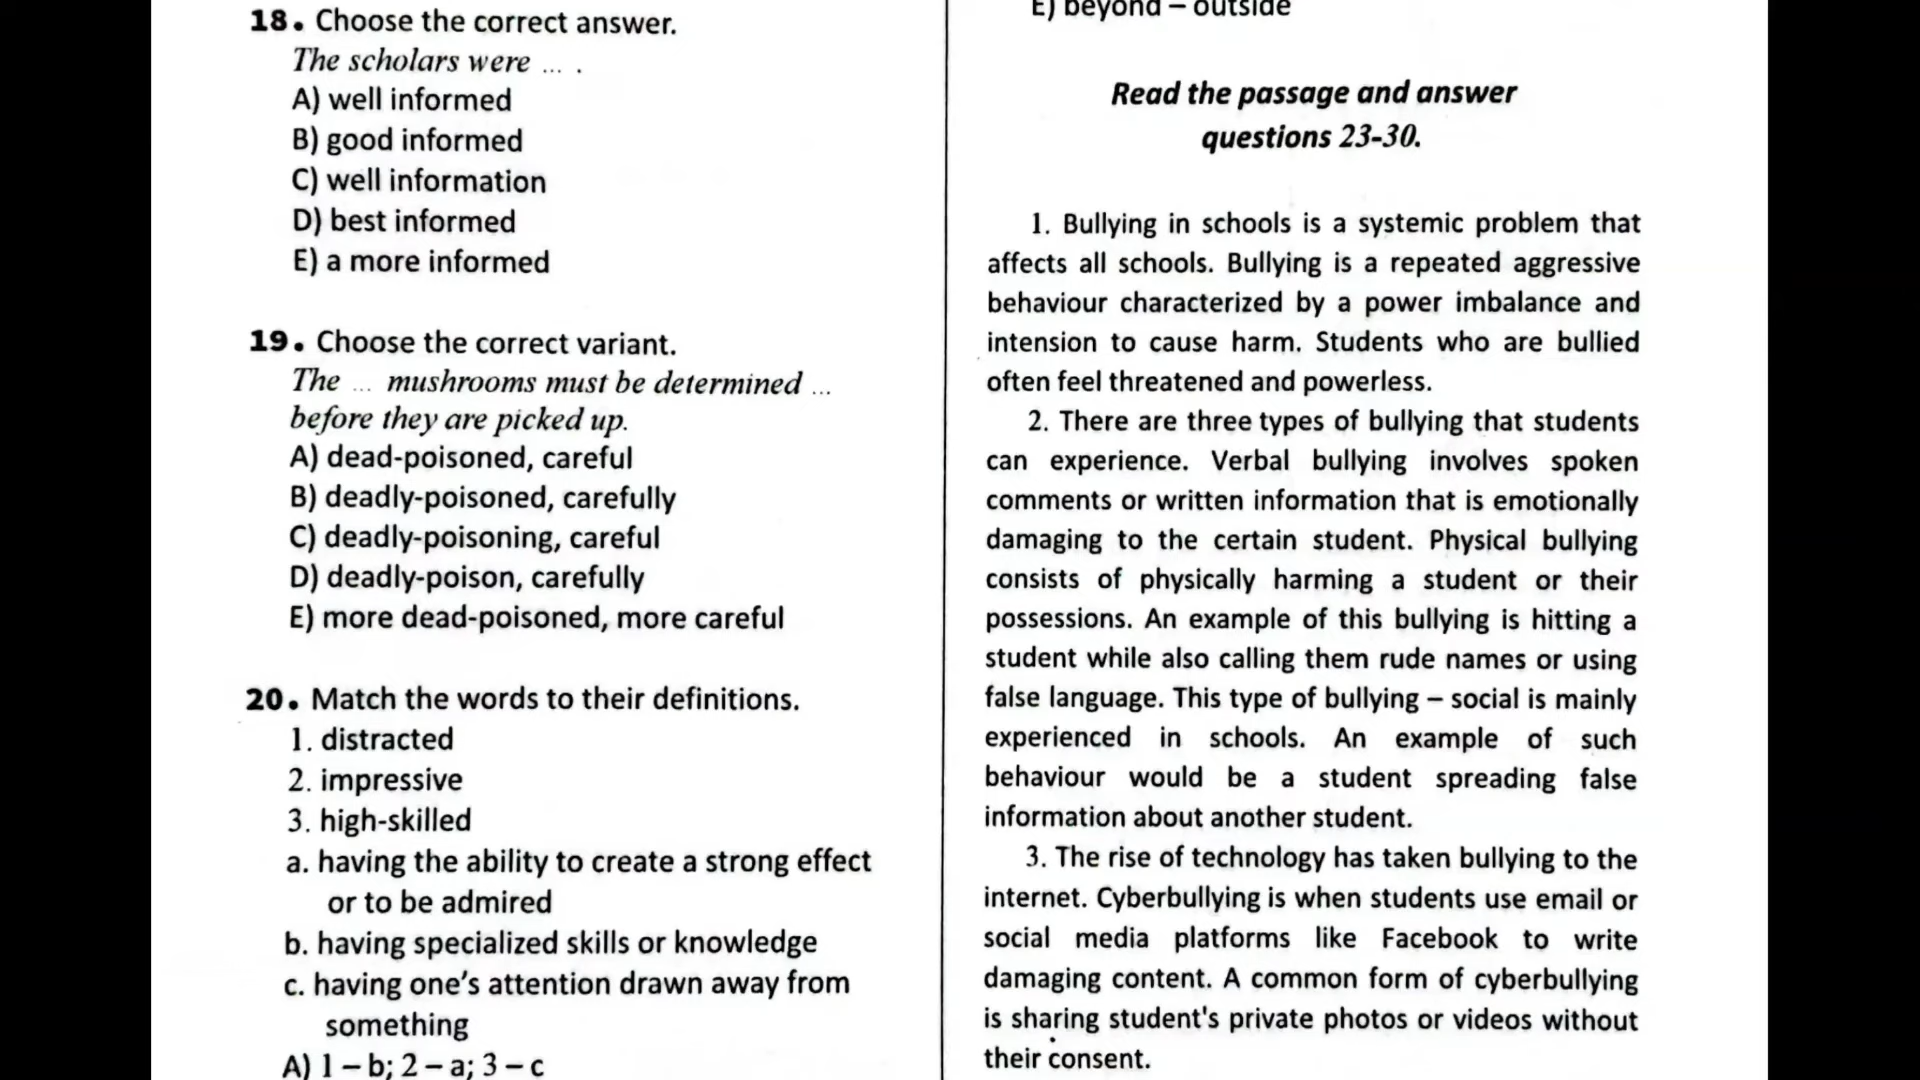 18. Choose the correct answer.
The scholars were ... .
A) well informed
B) good informed
C) well information
D) best informed
E) a more informed
19. Choose the correct variant.
The ... mushrooms must be determined ...
before they are picked up.
A) dead-poisoned, careful
B) deadly-poisoned, carefully
C) deadly-poisoning, careful
D) deadly-poison, carefully
E) more dead-poisoned, more careful
20. Match the words to their definitions.
1. distracted
2. impressive
3. high-skilled
a. having the ability to create a strong effect
or to be admired
b. having specialized skills or knowledge
c. having one's attention drawn away from
something
A) 1 – b; 2 – a; 3 – c
E) beyond – outside
Read the passage and answer
questions 23-30.
1. Bullying in schools is a systemic problem that
affects all schools. Bullying is a repeated aggressive
behaviour characterized by a power imbalance and
intension to cause harm. Students who are bullied
often feel threatened and powerless.
2. There are three types of bullying that students
can experience. Verbal bullying involves spoken
comments or written information that is emotionally
damaging to the certain student. Physical bullying
consists of physically harming a student or their
possessions. An example of this bullying is hitting a
student while also calling them rude names or using
false language. This type of bullying – social is mainly
experienced in schools. An example of such
behaviour would be a student spreading false
information about another student.
3. The rise of technology has taken bullying to the
internet. Cyberbullying is when students use email or
social media platforms like Facebook to write
damaging content. A common form of cyberbullying
is sharing student's private photos or videos without
their consent.